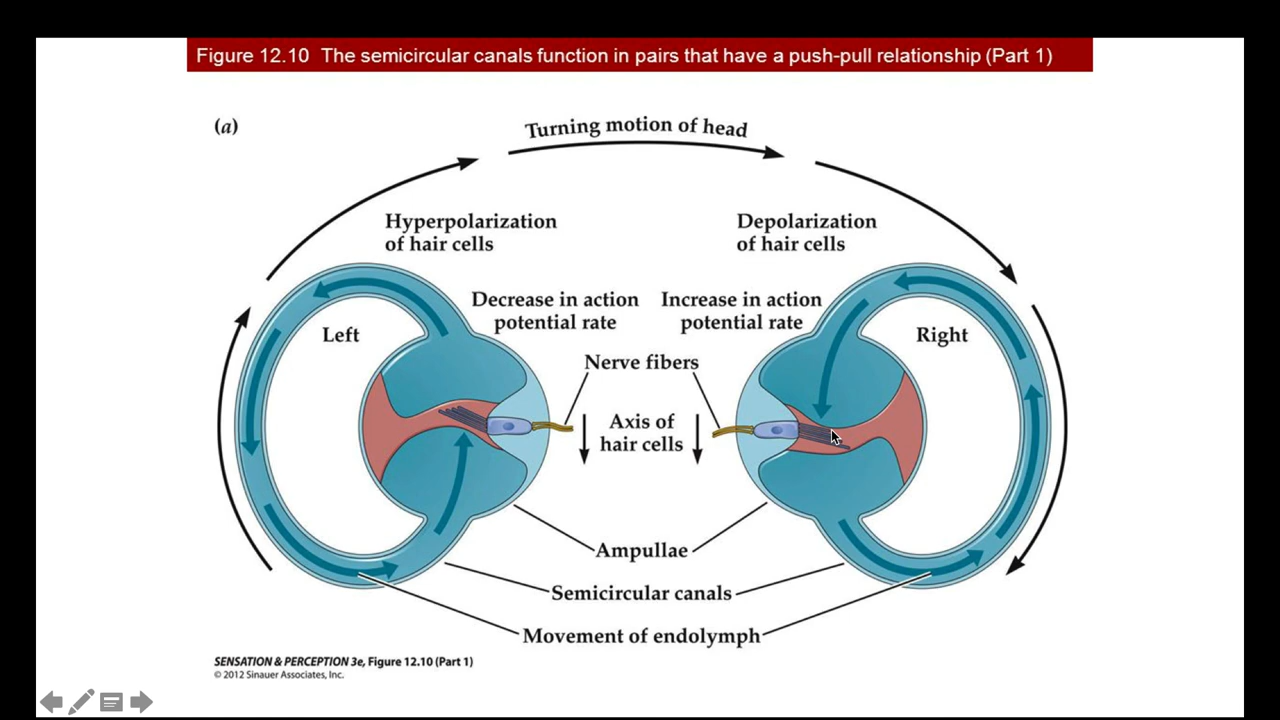 Figure 12.10 The semicircular canals function in pairs that have a push-pull relationship (Part 1)
(a)
Turning motion of head
Hyperpolarization
of hair cells
Depolarization
of hair cells
Decrease in action
potential rate
Increase in action
potential rate
Left
Right
Nerve fibers
Axis of
hair cells
Ampullae
Semicircular canals
Movement of endolymph
SENSATION & PERCEPTION 3e, Figure 12.10 (Part 1)
© 2012 Sinauer Associates, Inc.